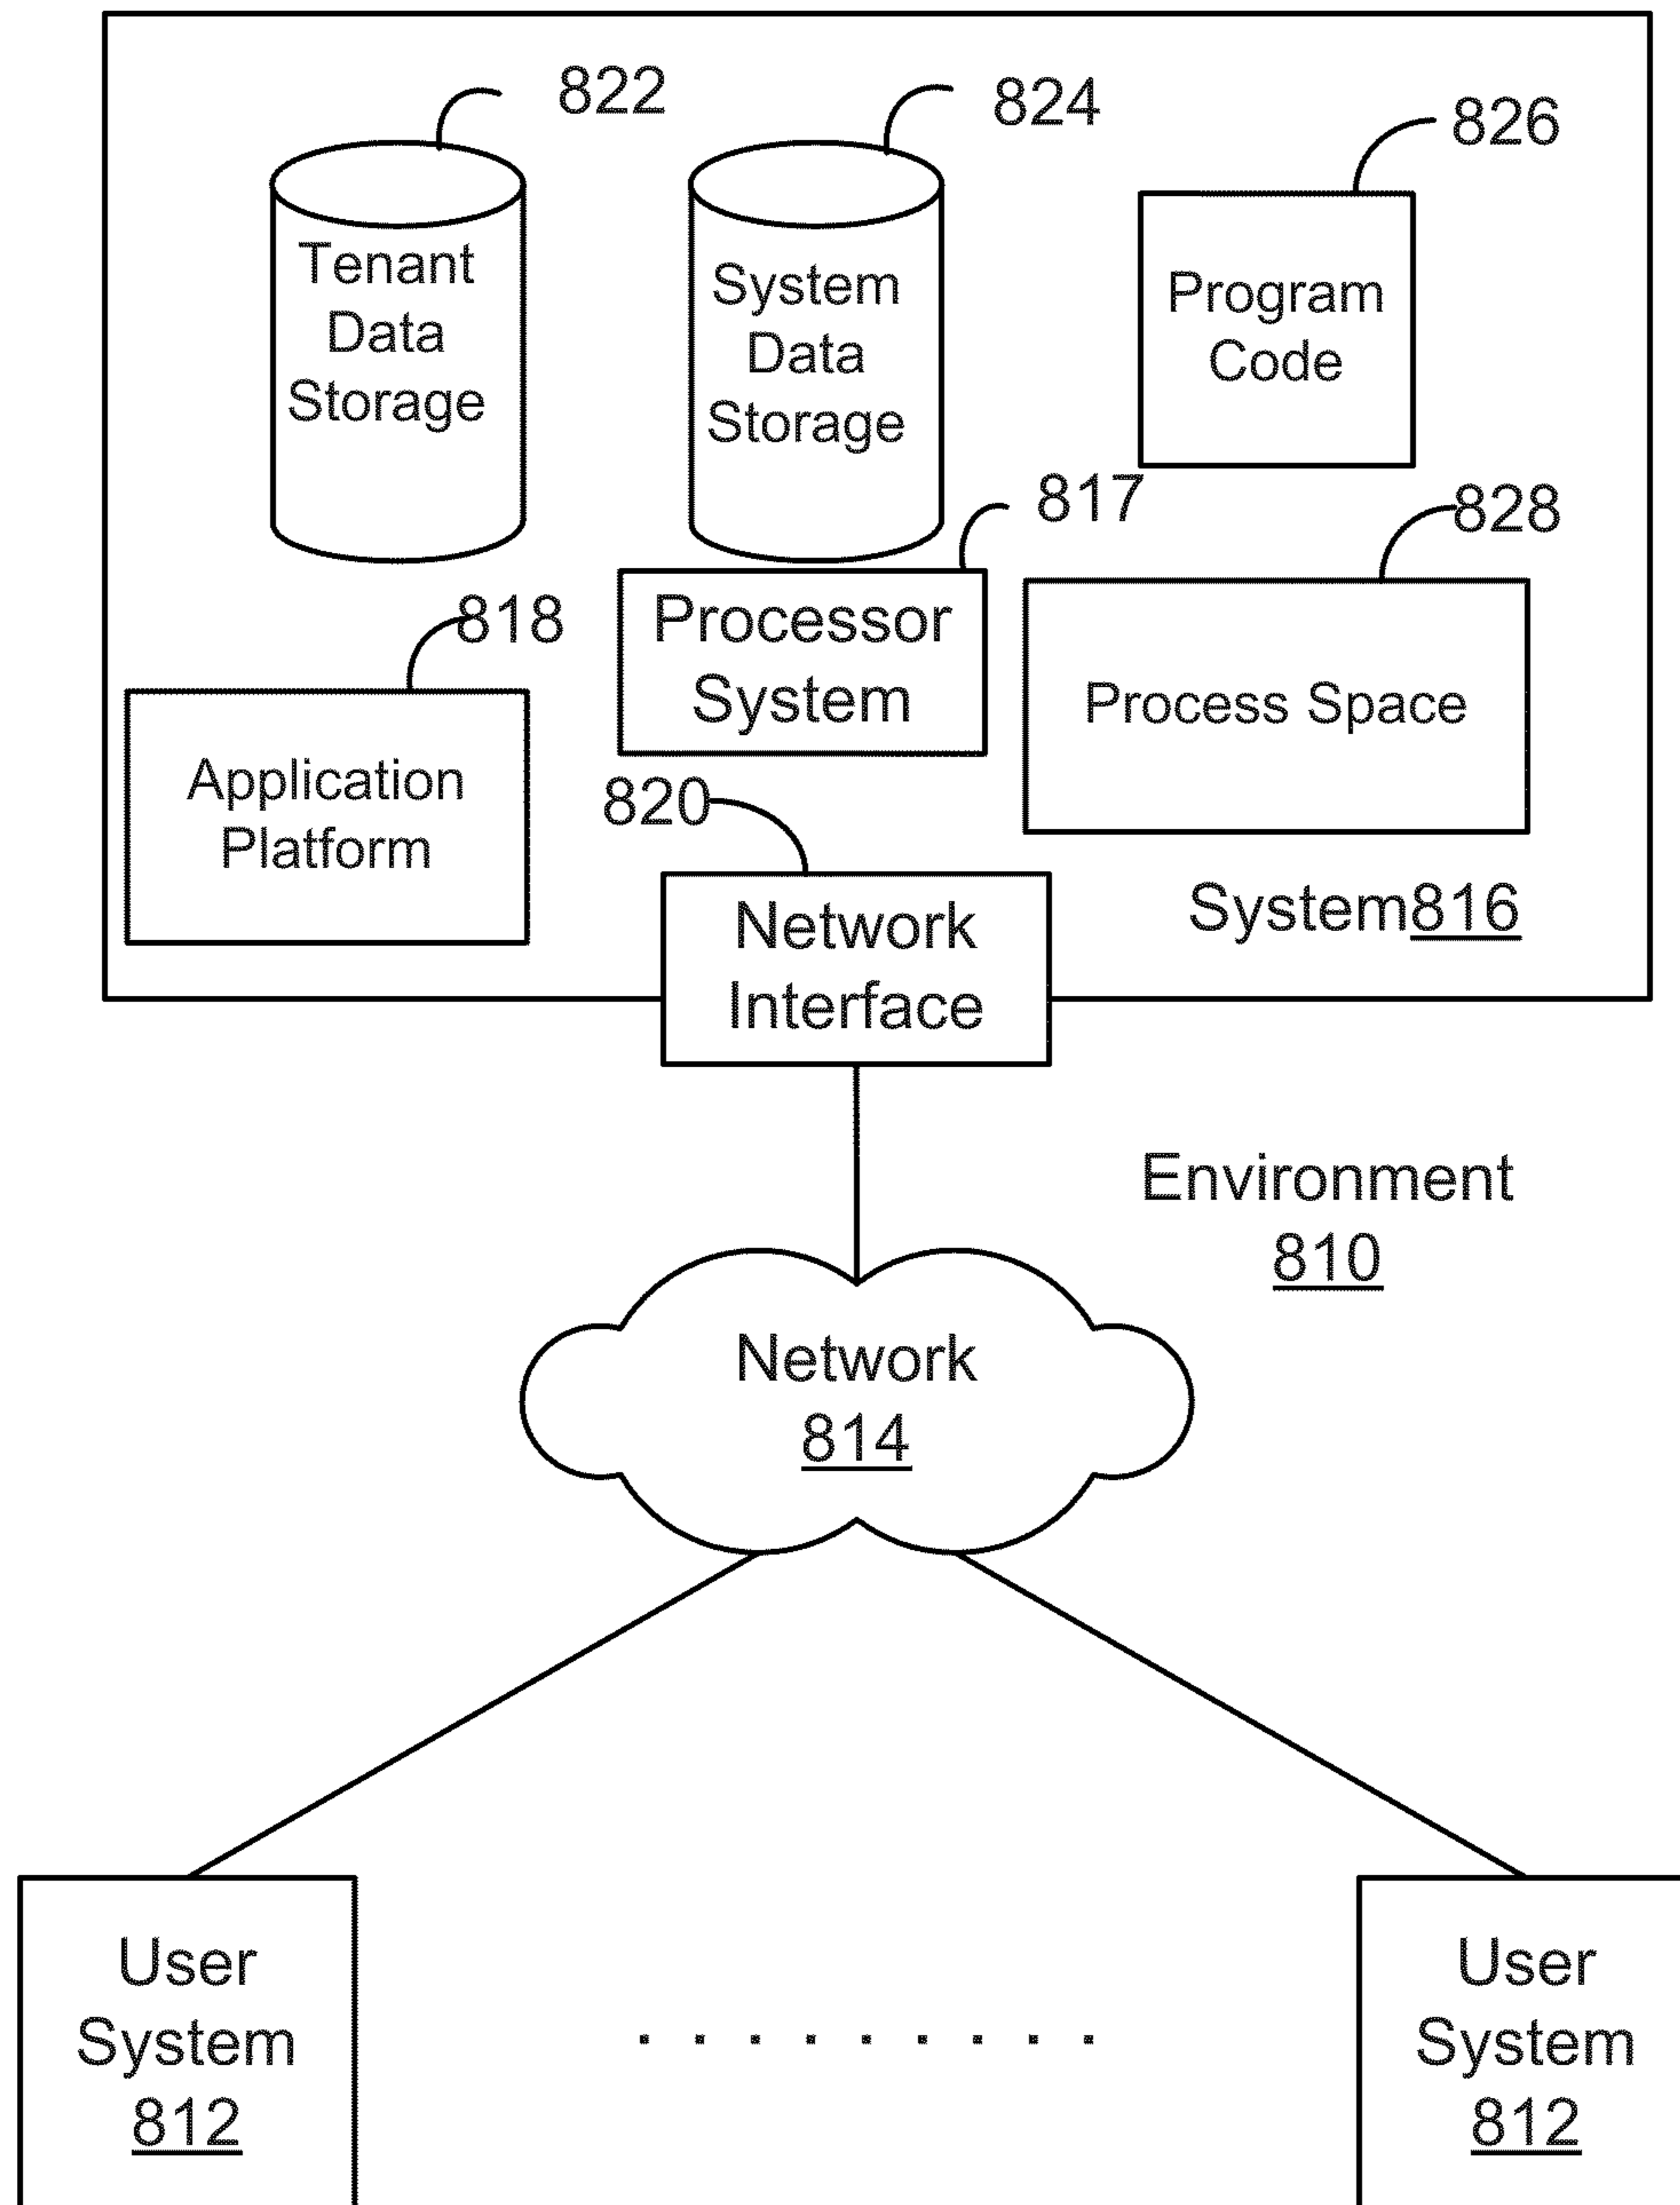 822
824
826
Tenant
Data
Storage
System
Data
Storage
Program
Code
817
828
818
Processor
System
Process Space
Application
Platform
820
System816
Network
Interface
Environment
810
Network
814
User
System
812
User
System
812